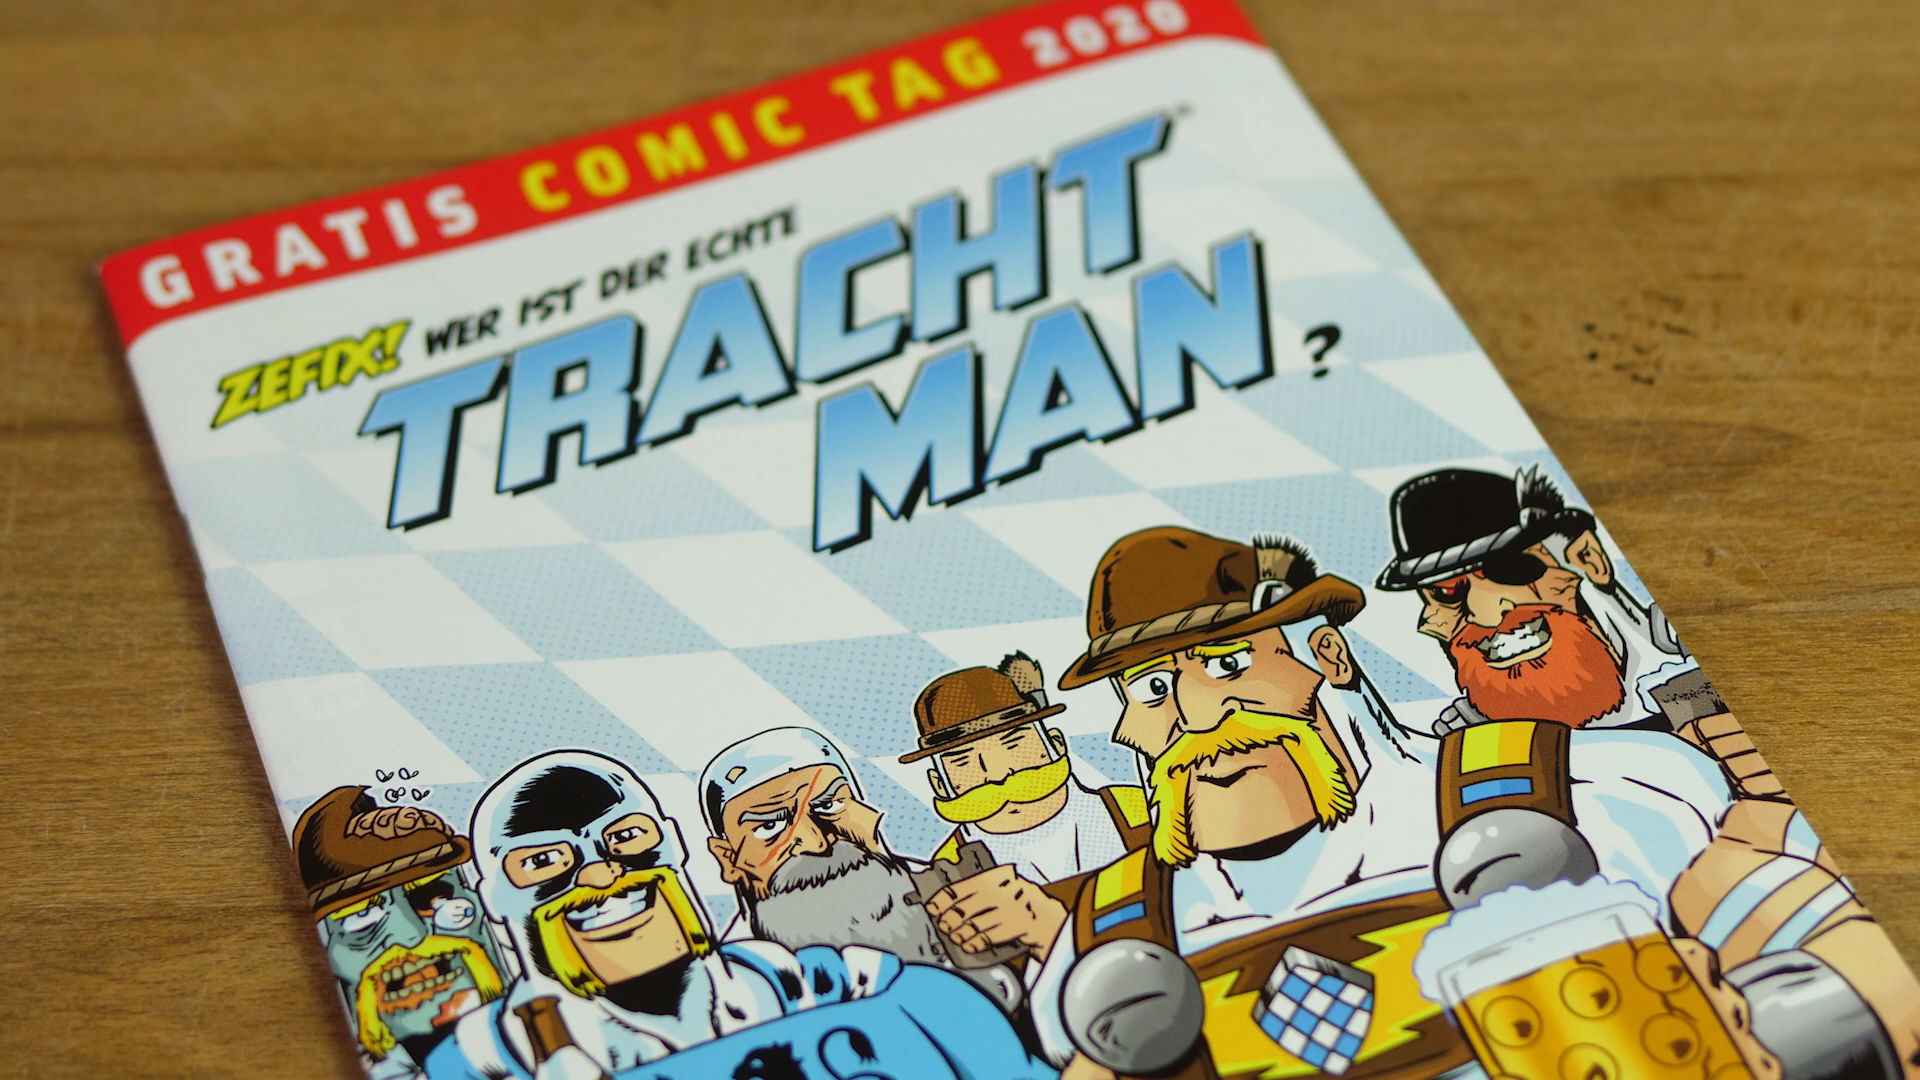 GRATIS COMIC TAG 2020
ZEFIX! WER IST DER ECHTE
TRACHT
MAN?